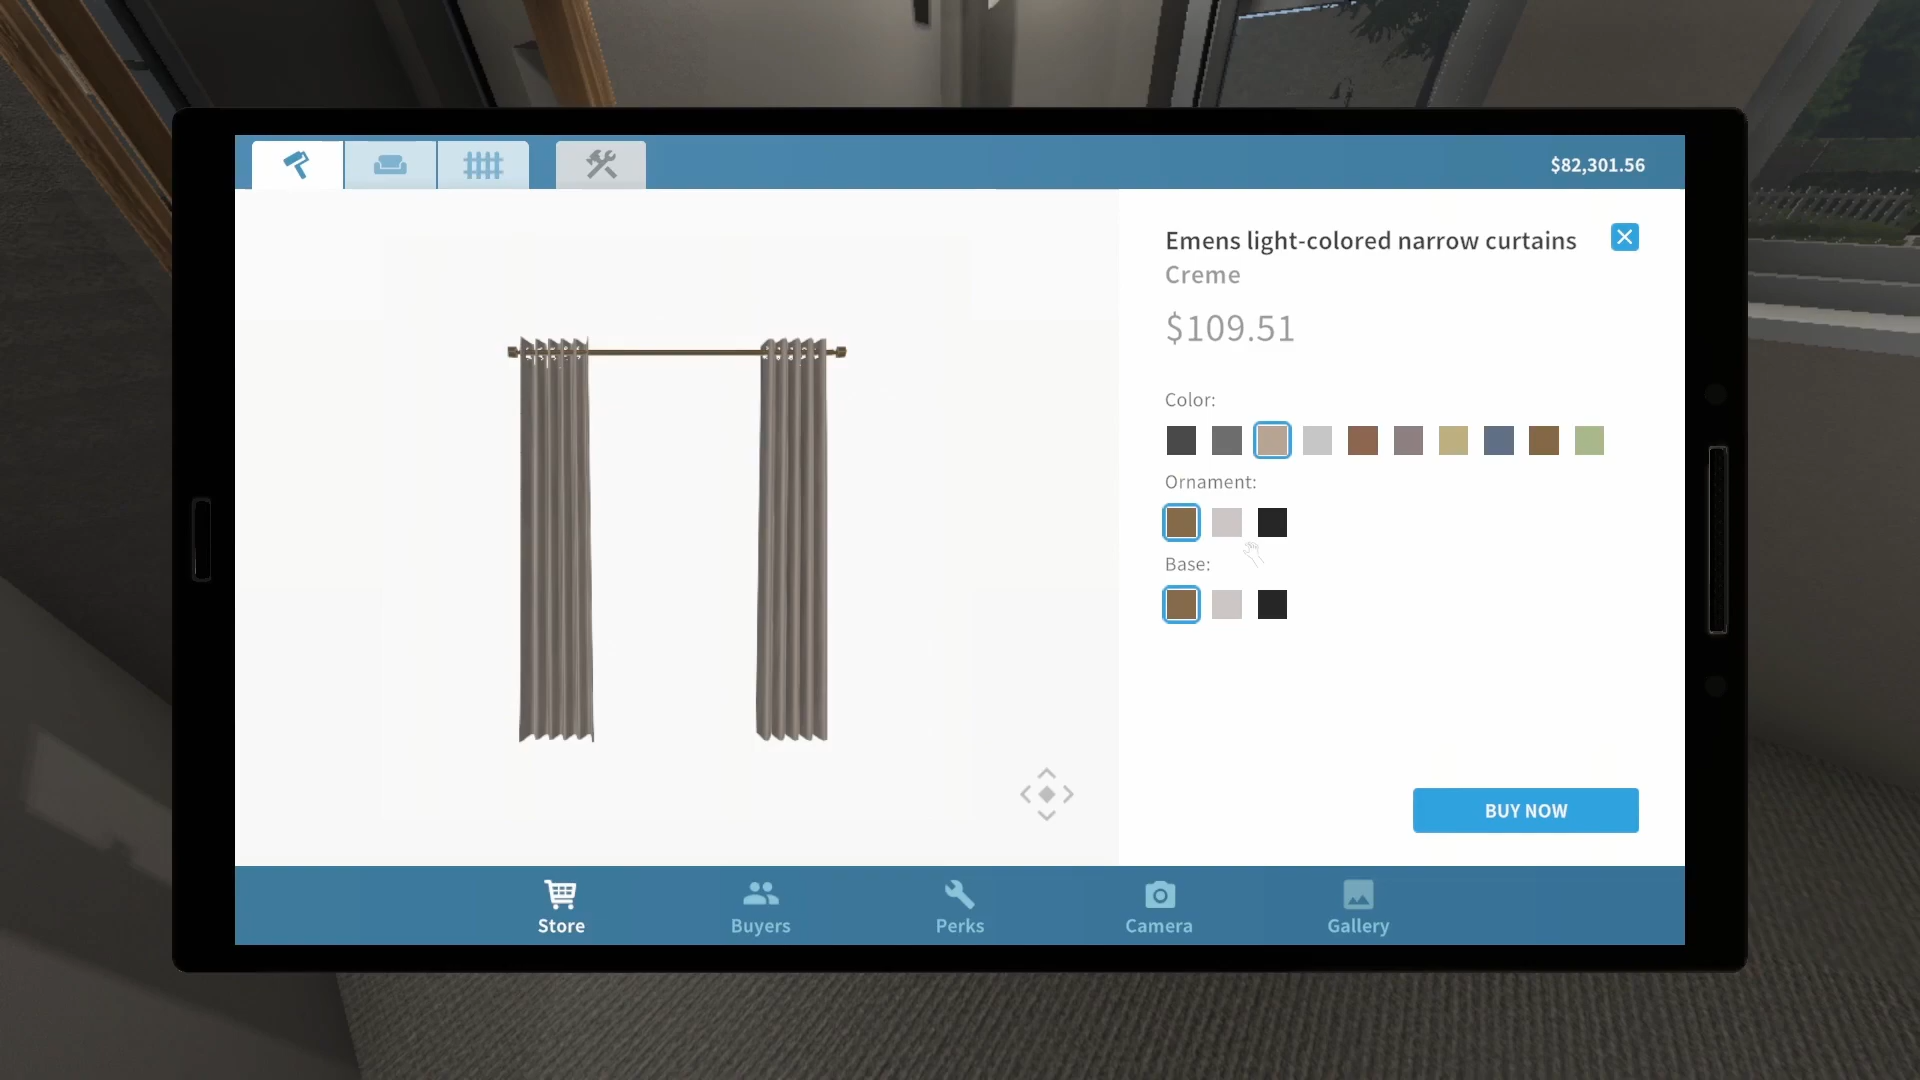 $82,301.56
Emens light-colored narrow curtains
Creme
$109.51
Color:
Ornament:
Base:
BUY NOW
Store
Buyers
Perks
Camera
Gallery